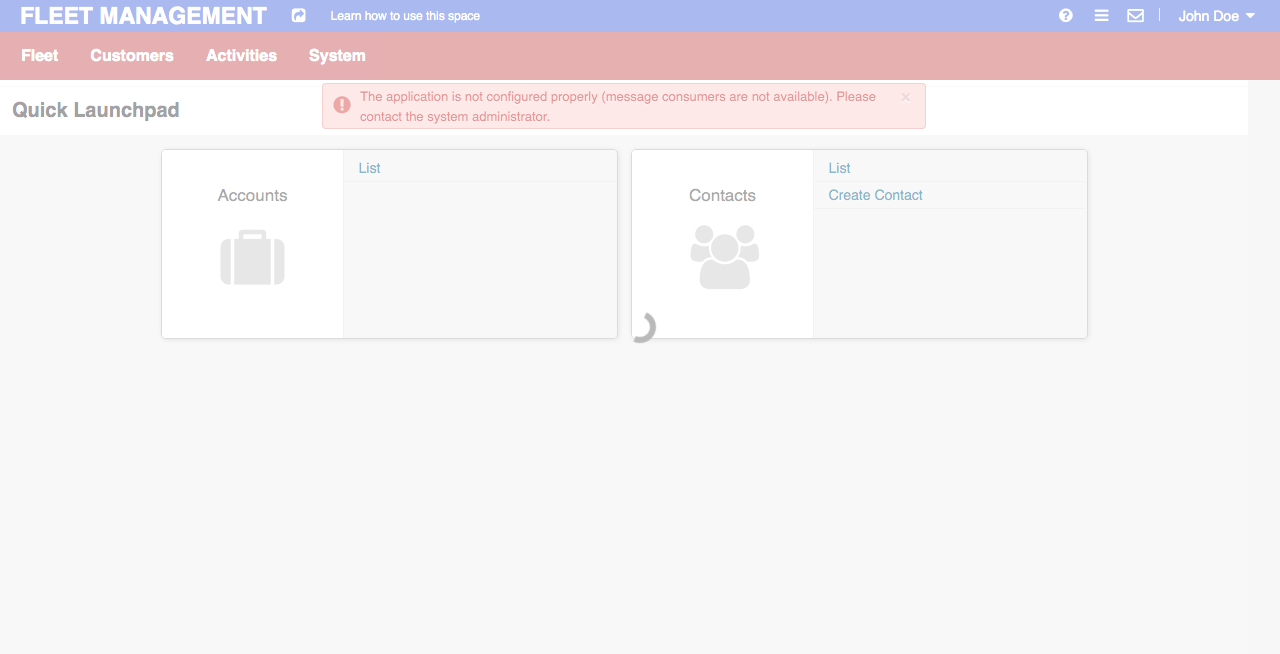 FLEET MANAGEMENT
Learn how to use this space
John Doe
Fleet
Customers
Activities
System
Quick Launchpad
The application is not configured properly (message consumers are not available). Please
contact the system administrator.
×
Accounts
List
Contacts
List
Create Contact